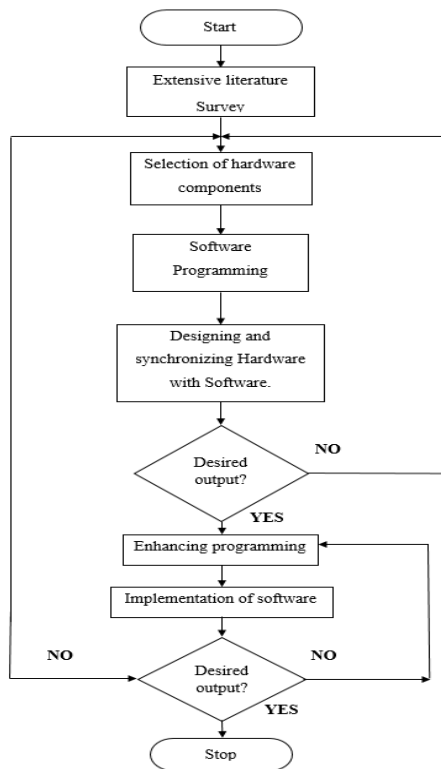 Start
Extensive literature
Survey
Selection of hardware
components
Software
Programming
Designing and
synchronizing Hardware
with Software.
NO
Desired
output?
YES
Enhancing programming
Implementation of software
NO
NO
Desired
output?
YES
Stop